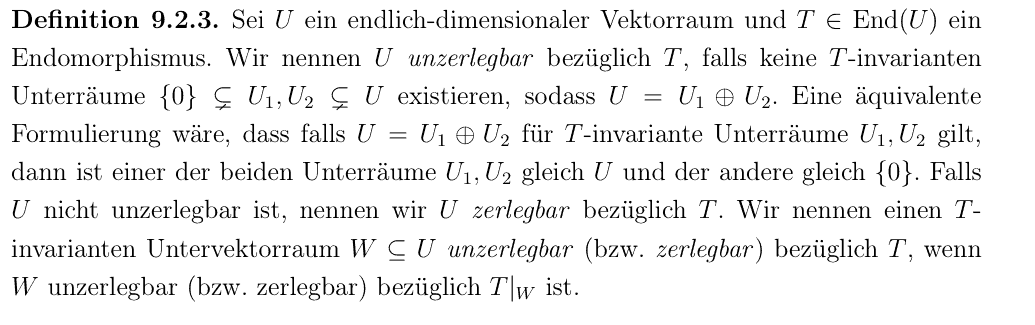 Definition 9.2.3. Sei U ein endlich-dimensionaler Vektorraum und T ∈ End(U) ein
Endomorphismus. Wir nennen U unzerlegbar bezüglich T, falls keine T-invarianten
Unterräume {0} ⊊ U₁, U₂ ⊊ U existieren, sodass U = U₁ ⊕ U₂. Eine äquivalente
Formulierung wäre, dass falls U = U₁ ⊕ U₂ für T-invariante Unterräume U₁, U₂ gilt,
dann ist einer der beiden Unterräume U₁, U₂ gleich U und der andere gleich {0}. Falls
U nicht unzerlegbar ist, nennen wir U zerlegbar bezüglich T. Wir nennen einen T-
invarianten Untervektorraum W ⊆ U unzerlegbar (bzw. zerlegbar) bezüglich T, wenn
W unzerlegbar (bzw. zerlegbar) bezüglich T|_W ist.